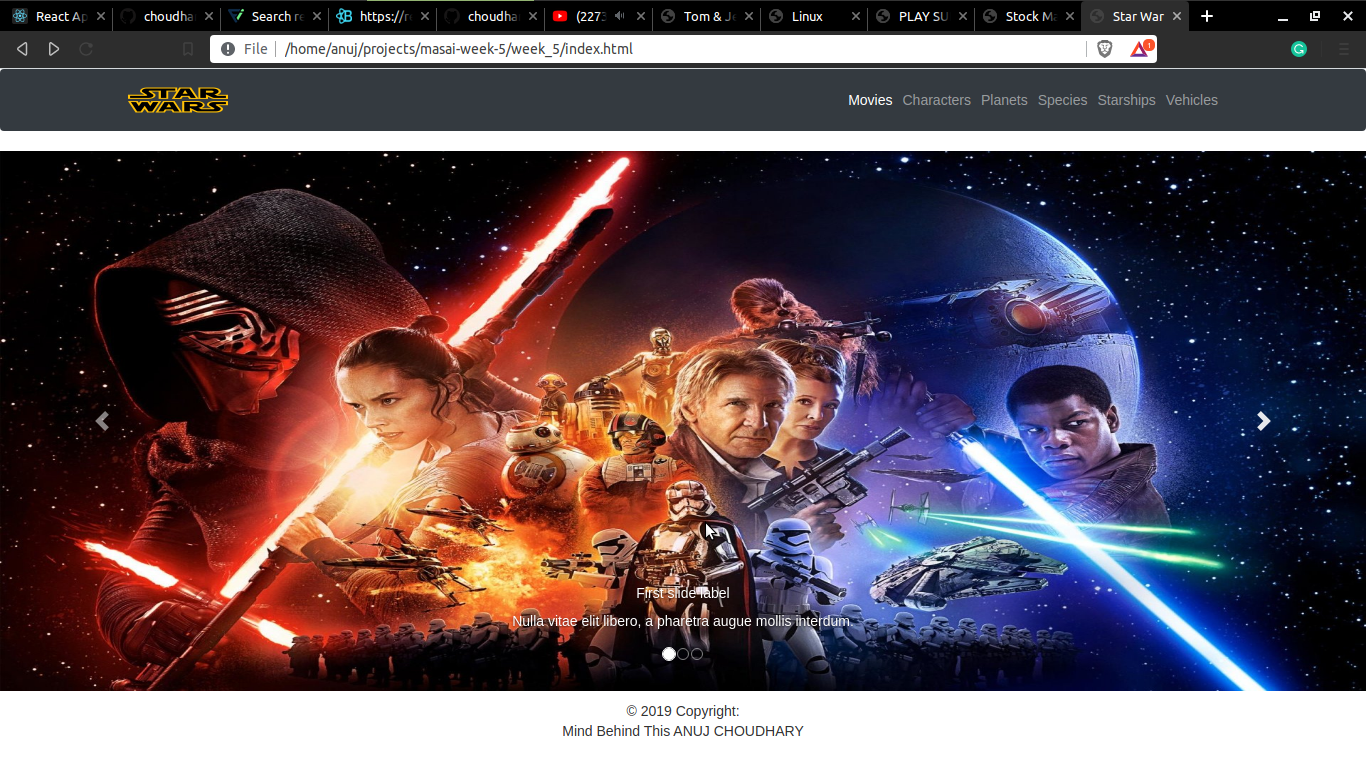 React Ap
choudha
Search re
https://re
choudha
(2273
Tom & Je
Linux
PLAY SU
Stock Ma
Star War
File /home/anuj/projects/masai-week-5/week_5/index.html
1
STAR WARS
Movies Characters Planets Species Starships Vehicles
First slide label
Nulla vitae elit libero, a pharetra augue mollis interdum.
© 2019 Copyright:
Mind Behind This ANUJ CHOUDHARY